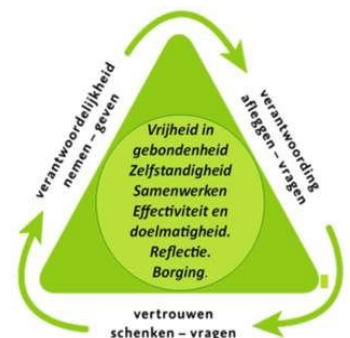 verantwoordelijkheid
nemen – geven
verantwoording
afleggen – vragen
Vrijheid in
gebondenheid
Zelfstandigheid
Samenwerken
Effectiviteit en
doelmatigheid.
Reflectie.
Borging.
vertrouwen
schenken – vragen